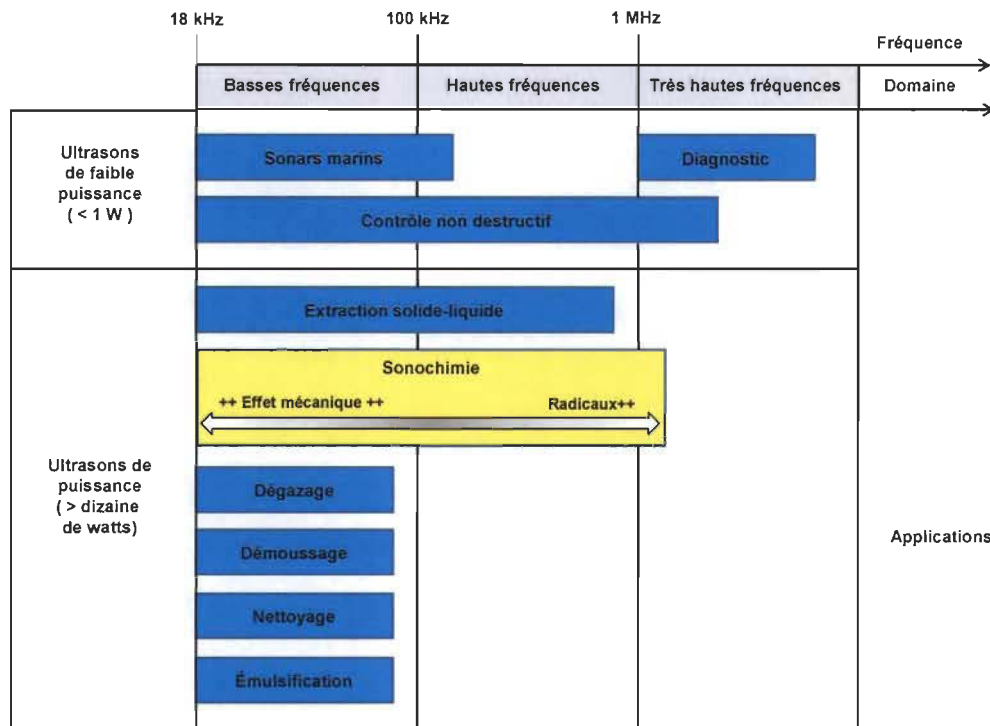 18 kHz 100 kHz 1 MHz
Fréquence
Basses fréquences Hautes fréquences Très hautes fréquences Domaine
Ultrasons
de faible
puissance
( < 1 W )
Sonars marins Diagnostic
Contrôle non destructif
Extraction solide-liquide
Sonochimie
++ Effet mécanique ++ Radicaux++
Ultrasons de
puissance
( > dizaine
de watts)
Dégazage
Démoussage
Nettoyage
Émulsification
Applications